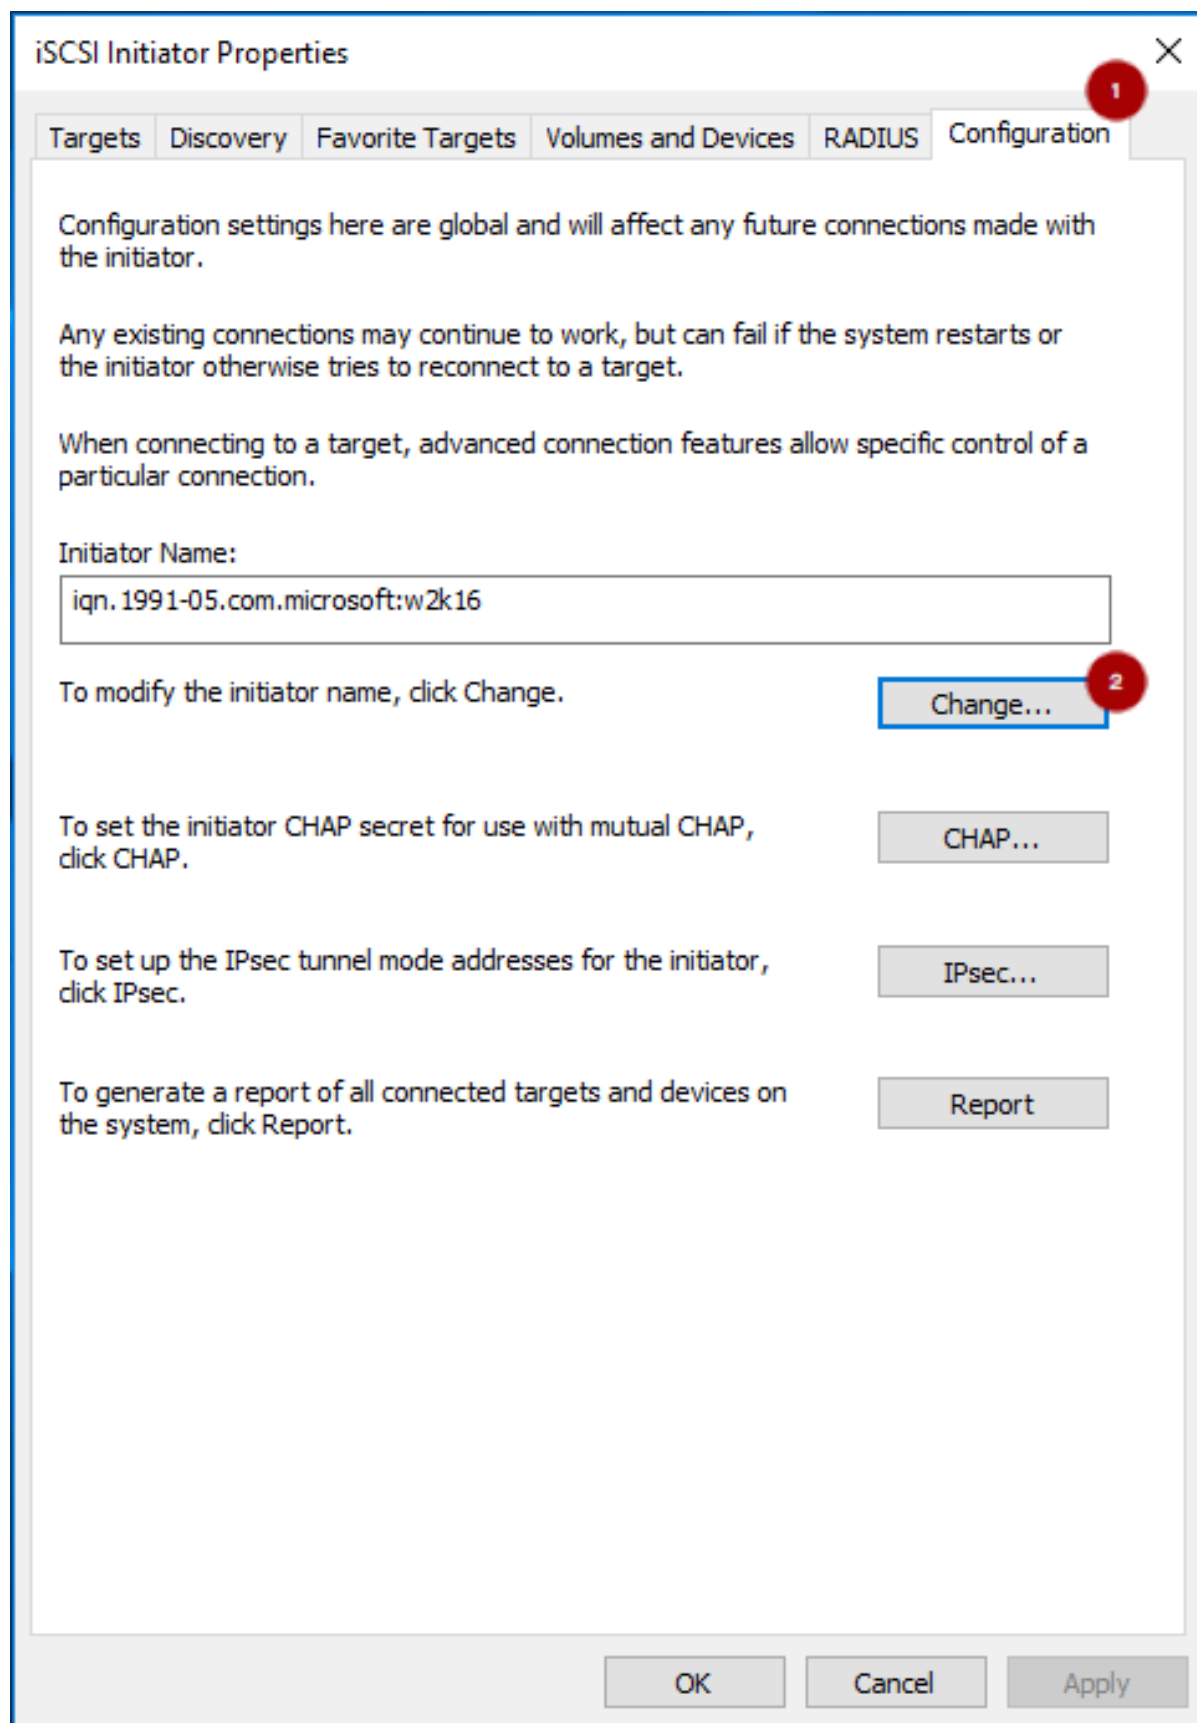 iSCSI Initiator Properties
1
Targets Discovery Favorite Targets Volumes and Devices RADIUS Configuration
Configuration settings here are global and will affect any future connections made with
the initiator.
Any existing connections may continue to work, but can fail if the system restarts or
the initiator otherwise tries to reconnect to a target.
When connecting to a target, advanced connection features allow specific control of a
particular connection.
Initiator Name:
iqn.1991-05.com.microsoft:w2k16
To modify the initiator name, click Change.
Change...
2
To set the initiator CHAP secret for use with mutual CHAP,
click CHAP.
CHAP...
To set up the IPsec tunnel mode addresses for the initiator,
click IPsec.
IPsec...
To generate a report of all connected targets and devices on
the system, click Report.
Report
OK Cancel Apply